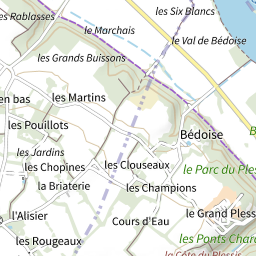 les Six Blancs
les Rablasses
le Marchais
le Val de Bédoise
les Grands Buissons
en bas
les Martins
les Pouillots
Bédoise
les Jardins
les Chopines
les Clouseaux
le Parc du Ples
la Briaterie
les Champions
l'Alisier
Cours d'Eau
le Grand Pless
les Rougeaux
les Ponts Char
la Côte du Plessis